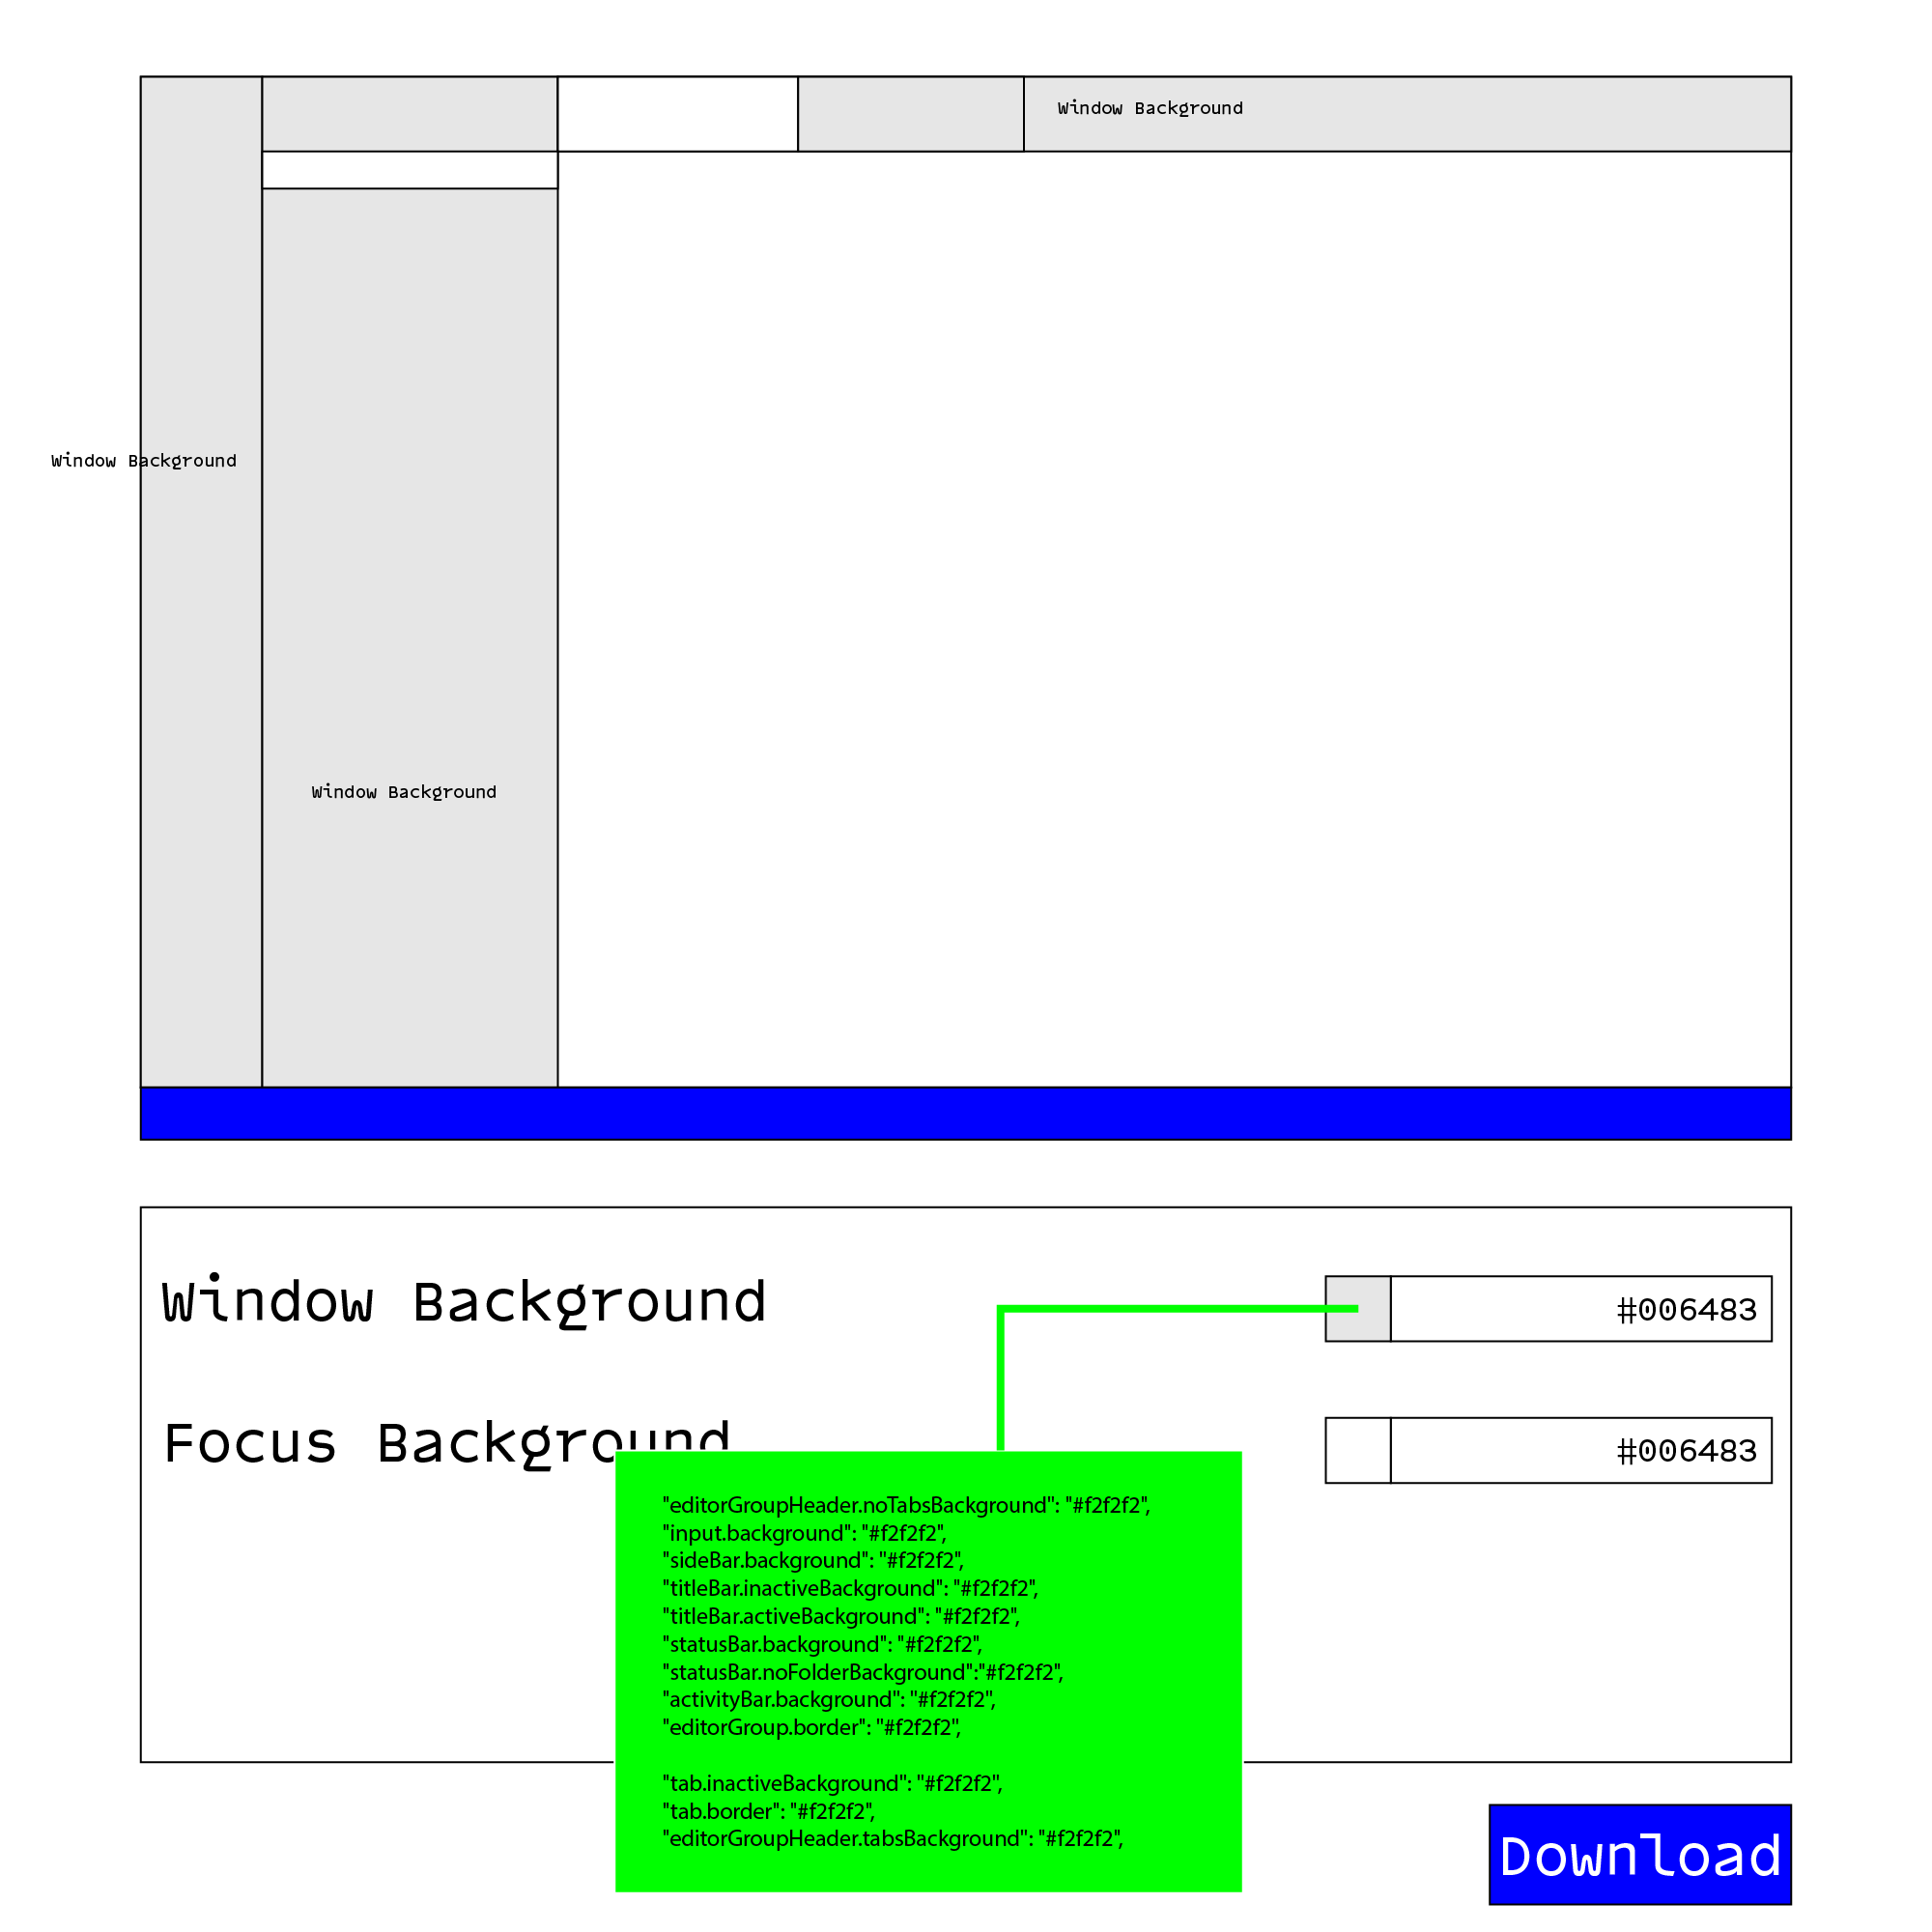 Window Background
Window Background
Window Background
Window Background
#006483
Focus Background
#006483
"editorGroupHeader.noTabsBackground": "#f2f2f2",
"input.background": "#f2f2f2",
"sideBar.background": "#f2f2f2",
"titleBar.inactiveBackground": "#f2f2f2",
"titleBar.activeBackground": "#f2f2f2",
"statusBar.background": "#f2f2f2",
"statusBar.noFolderBackground":"#f2f2f2",
"activityBar.background": "#f2f2f2",
"editorGroup.border": "#f2f2f2",
"tab.inactiveBackground": "#f2f2f2",
"tab.border": "#f2f2f2",
"editorGroupHeader.tabsBackground": "#f2f2f2",
Download